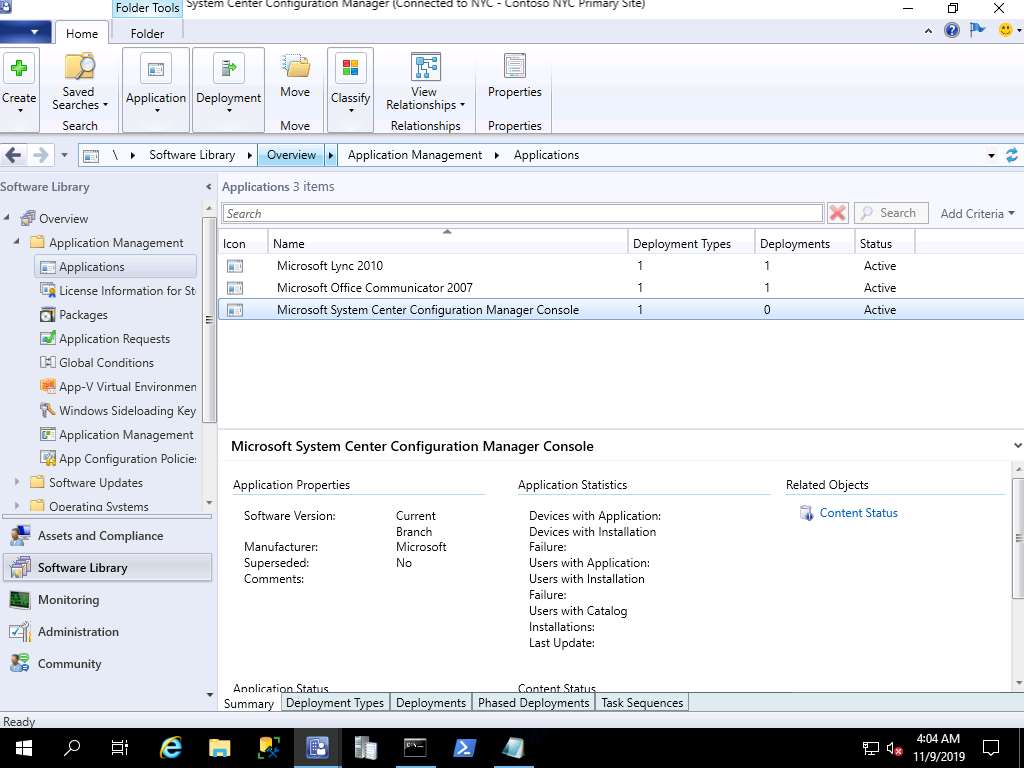 System Center Configuration Manager (Connected to NYC - Contoso NYC Primary Site)
Folder Tools
Home
Folder
Create
Saved Searches
Application
Deployment
Move
Classify
View Relationships
Properties
Search
Move
Relationships
Properties
\ Software Library Overview Application Management Applications
Software Library
Applications 3 items
Search
Search
Add Criteria
Icon Name Deployment Types Deployments Status
Microsoft Lync 2010 1 1 Active
Microsoft Office Communicator 2007 1 1 Active
Microsoft System Center Configuration Manager Console 1 0 Active
Overview
Application Management
Applications
License Information for St
Packages
Application Requests
Global Conditions
App-V Virtual Environmen
Windows Sideloading Key
Application Management
App Configuration Policies
Software Updates
Operating Systems
Assets and Compliance
Software Library
Monitoring
Administration
Community
Microsoft System Center Configuration Manager Console
Application Properties
Software Version: Current Branch
Manufacturer: Microsoft
Superseded: No
Comments:
Application Statistics
Devices with Application:
Devices with Installation
Failure:
Users with Application:
Users with Installation
Failure:
Users with Catalog
Installations:
Last Update:
Related Objects
Content Status
Application Status
Content Status
Summary Deployment Types Deployments Phased Deployments Task Sequences
Ready
4:04 AM
11/9/2019